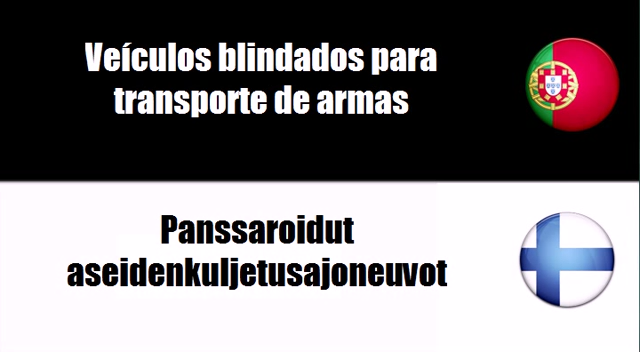 Veículos blindados para
transporte de armas
Panssaroidut
aseidenkuljetusajoneuvot